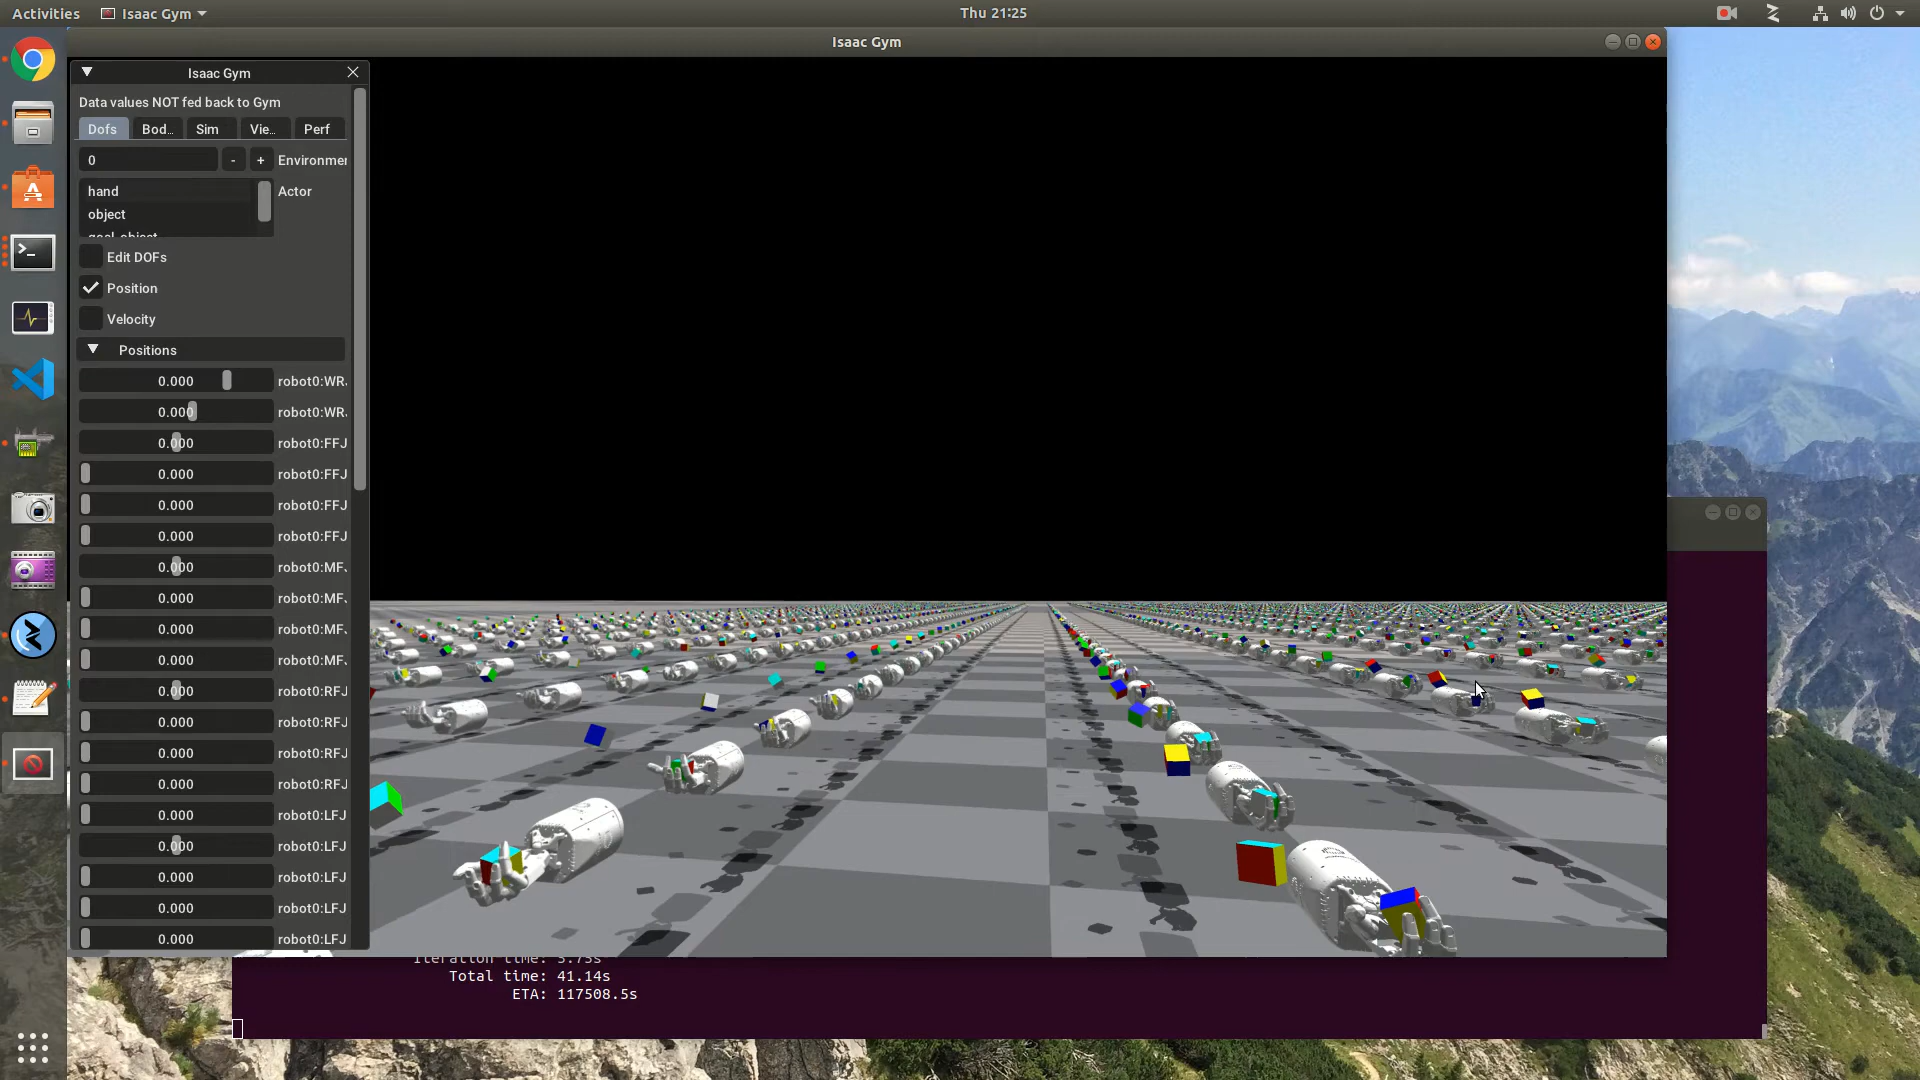 Activities
Isaac Gym
Thu 21:25
Isaac Gym
Isaac Gym
Data values NOT fed back to Gym
Dofs Bod.. Sim Vie.. Perf
0 - + Environmer
hand
Actor
object
goal_object
Edit DOFs
Position
Velocity
Positions
0.000 robot0:WR
0.000 robot0:WR
0.000 robot0:FFJ
0.000 robot0:FFJ
0.000 robot0:FFJ
0.000 robot0:FFJ
0.000 robot0:MF
0.000 robot0:MF
0.000 robot0:MF
0.000 robot0:MF
0.000 robot0:RFJ
0.000 robot0:RFJ
0.000 robot0:RFJ
0.000 robot0:RFJ
0.000 robot0:LFJ
0.000 robot0:LFJ
0.000 robot0:LFJ
0.000 robot0:LFJ
0.000 robot0:LFJ
Iteration time: 5.75s
Total time: 41.14s
ETA: 117508.5s